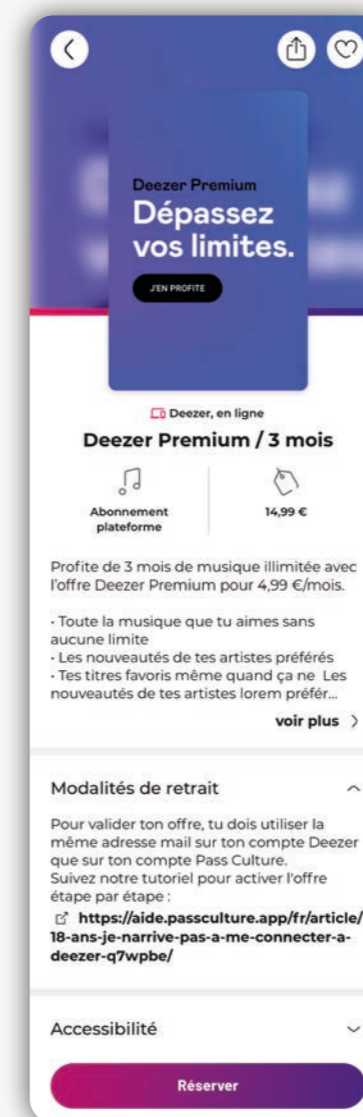 Deezer Premium
Dépassez
vos limites.
J'EN PROFITE
Deezer, en ligne
Deezer Premium / 3 mois
Abonnement
plateforme
14,99 €
Profite de 3 mois de musique illimitée avec
l'offre Deezer Premium pour 4,99 €/mois.
· Toute la musique que tu aimes sans
aucune limite
· Les nouveautés de tes artistes préférés
· Tes titres favoris même quand ça ne Les
nouveautés de tes artistes lorem préfér...
voir plus
Modalités de retrait
Pour valider ton offre, tu dois utiliser la
même adresse mail sur ton compte Deezer
que sur ton compte Pass Culture.
Suivez notre tutoriel pour activer l'offre
étape par étape :
https://aide.passculture.app/fr/article/
18-ans-je-narrive-pas-a-me-connecter-a-
deezer-q7wpbe/
Accessibilité
Réserver